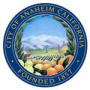 CITY OF ANAHEIM CALIFORNIA
FOUNDED 1857